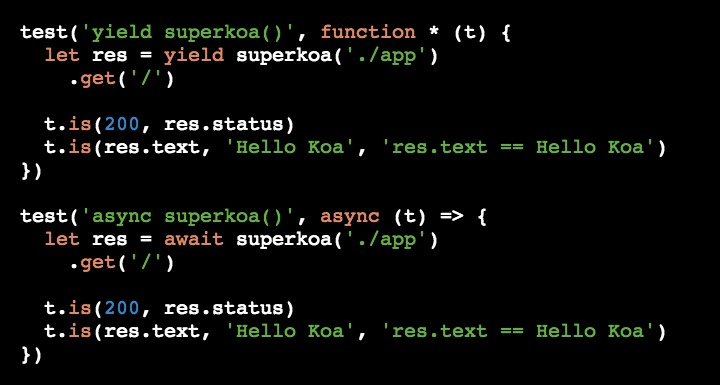 test('yield superkoa()', function * (t) {
  let res = yield superkoa('./app')
    .get('/')

  t.is(200, res.status)
  t.is(res.text, 'Hello Koa', 'res.text == Hello Koa')
})

test('async superkoa()', async (t) => {
  let res = await superkoa('./app')
    .get('/')

  t.is(200, res.status)
  t.is(res.text, 'Hello Koa', 'res.text == Hello Koa')
})